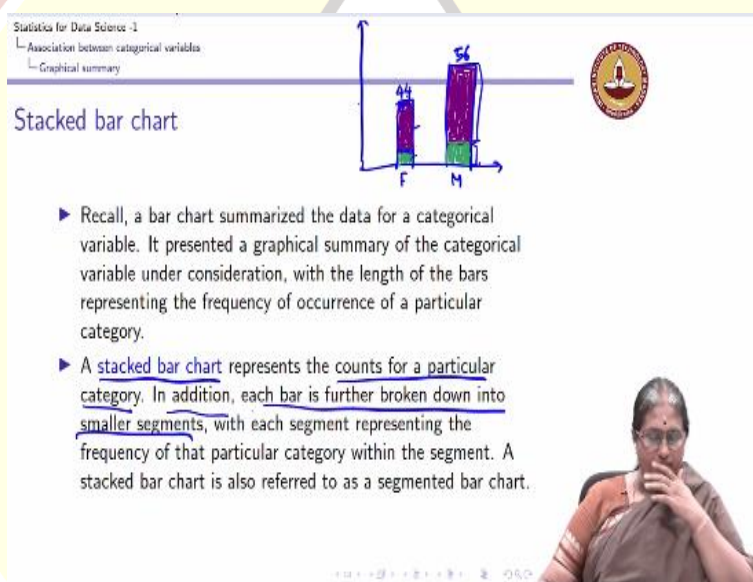 Statistics for Data Science -1
Association between categorical variables
Graphical summary
Stacked bar chart
44
56
F
M
Recall, a bar chart summarized the data for a categorical
variable. It presented a graphical summary of the categorical
variable under consideration, with the length of the bars
representing the frequency of occurrence of a particular
category.
A stacked bar chart represents the counts for a particular
category. In addition, each bar is further broken down into
smaller segments, with each segment representing the
frequency of that particular category within the segment. A
stacked bar chart is also referred to as a segmented bar chart.